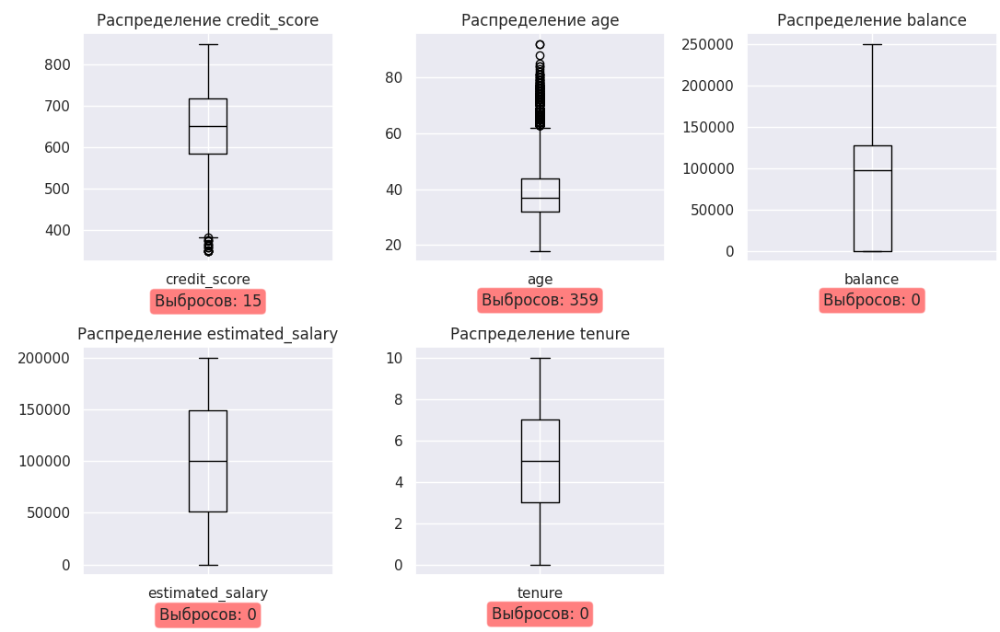 Распределение credit_score
800
700
600
500
400
credit_score
Выбросов: 15
Распределение age
80
60
40
20
age
Выбросов: 359
Распределение balance
250000
200000
150000
100000
50000
0
balance
Выбросов: 0
Распределение estimated_salary
200000
150000
100000
50000
0
estimated_salary
Выбросов: 0
Распределение tenure
10
8
6
4
2
0
tenure
Выбросов: 0